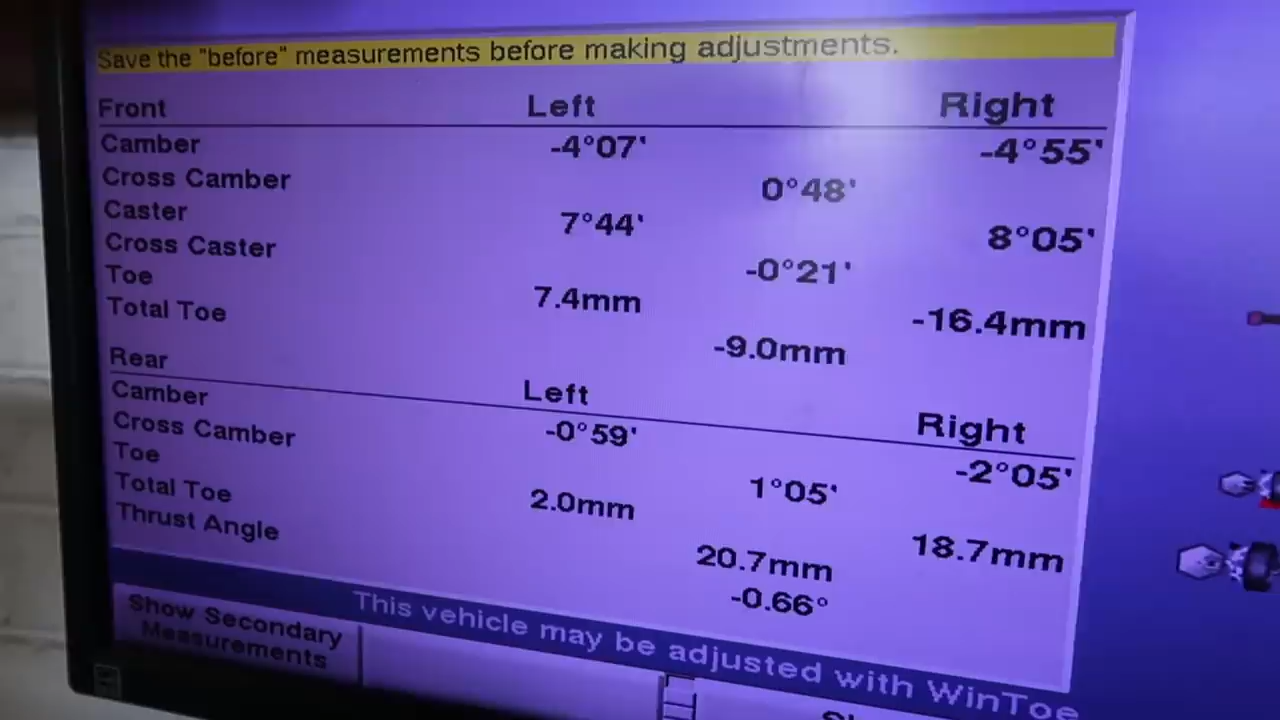 Save the "before" measurements before making adjustments.
Front Left Right
Camber -4°07' -4°55'
Cross Camber 0°48'
Caster 7°44' 8°05'
Cross Caster -0°21'
Toe 7.4mm -16.4mm
Total Toe -9.0mm
Rear Left Right
Camber -0°59' -2°05'
Cross Camber 1°05'
Toe 2.0mm 18.7mm
Total Toe 20.7mm
Thrust Angle -0.66°
This vehicle may be adjusted with WinToe
Show Secondary
Measurements